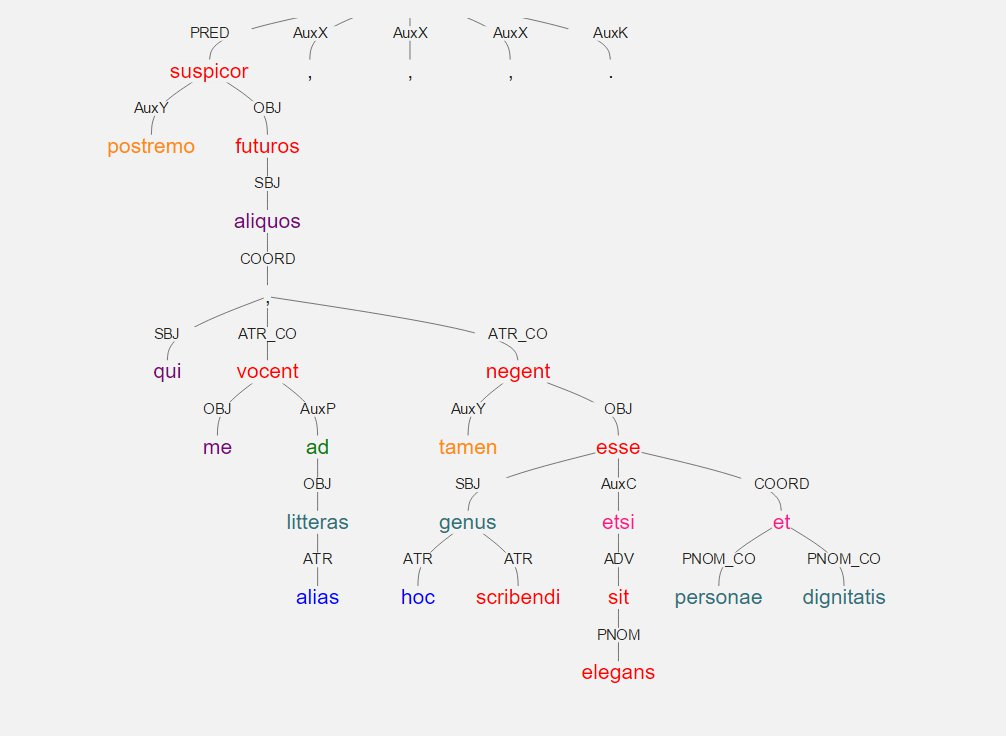 PRED AuxX AuxX AuxX AuxK
suspicor , , , .
AuxY OBJ
postremo futuros
SBJ
aliquos
COORD
,
SBJ ATR_CO ATR_CO
qui vocent negent
OBJ AuxP AuxY OBJ
me ad tamen esse
OBJ SBJ AuxC COORD
litteras genus etsi et
ATR ATR ATR ADV PNOM_CO PNOM_CO
alias hoc scribendi sit personae dignitatis
PNOM
elegans